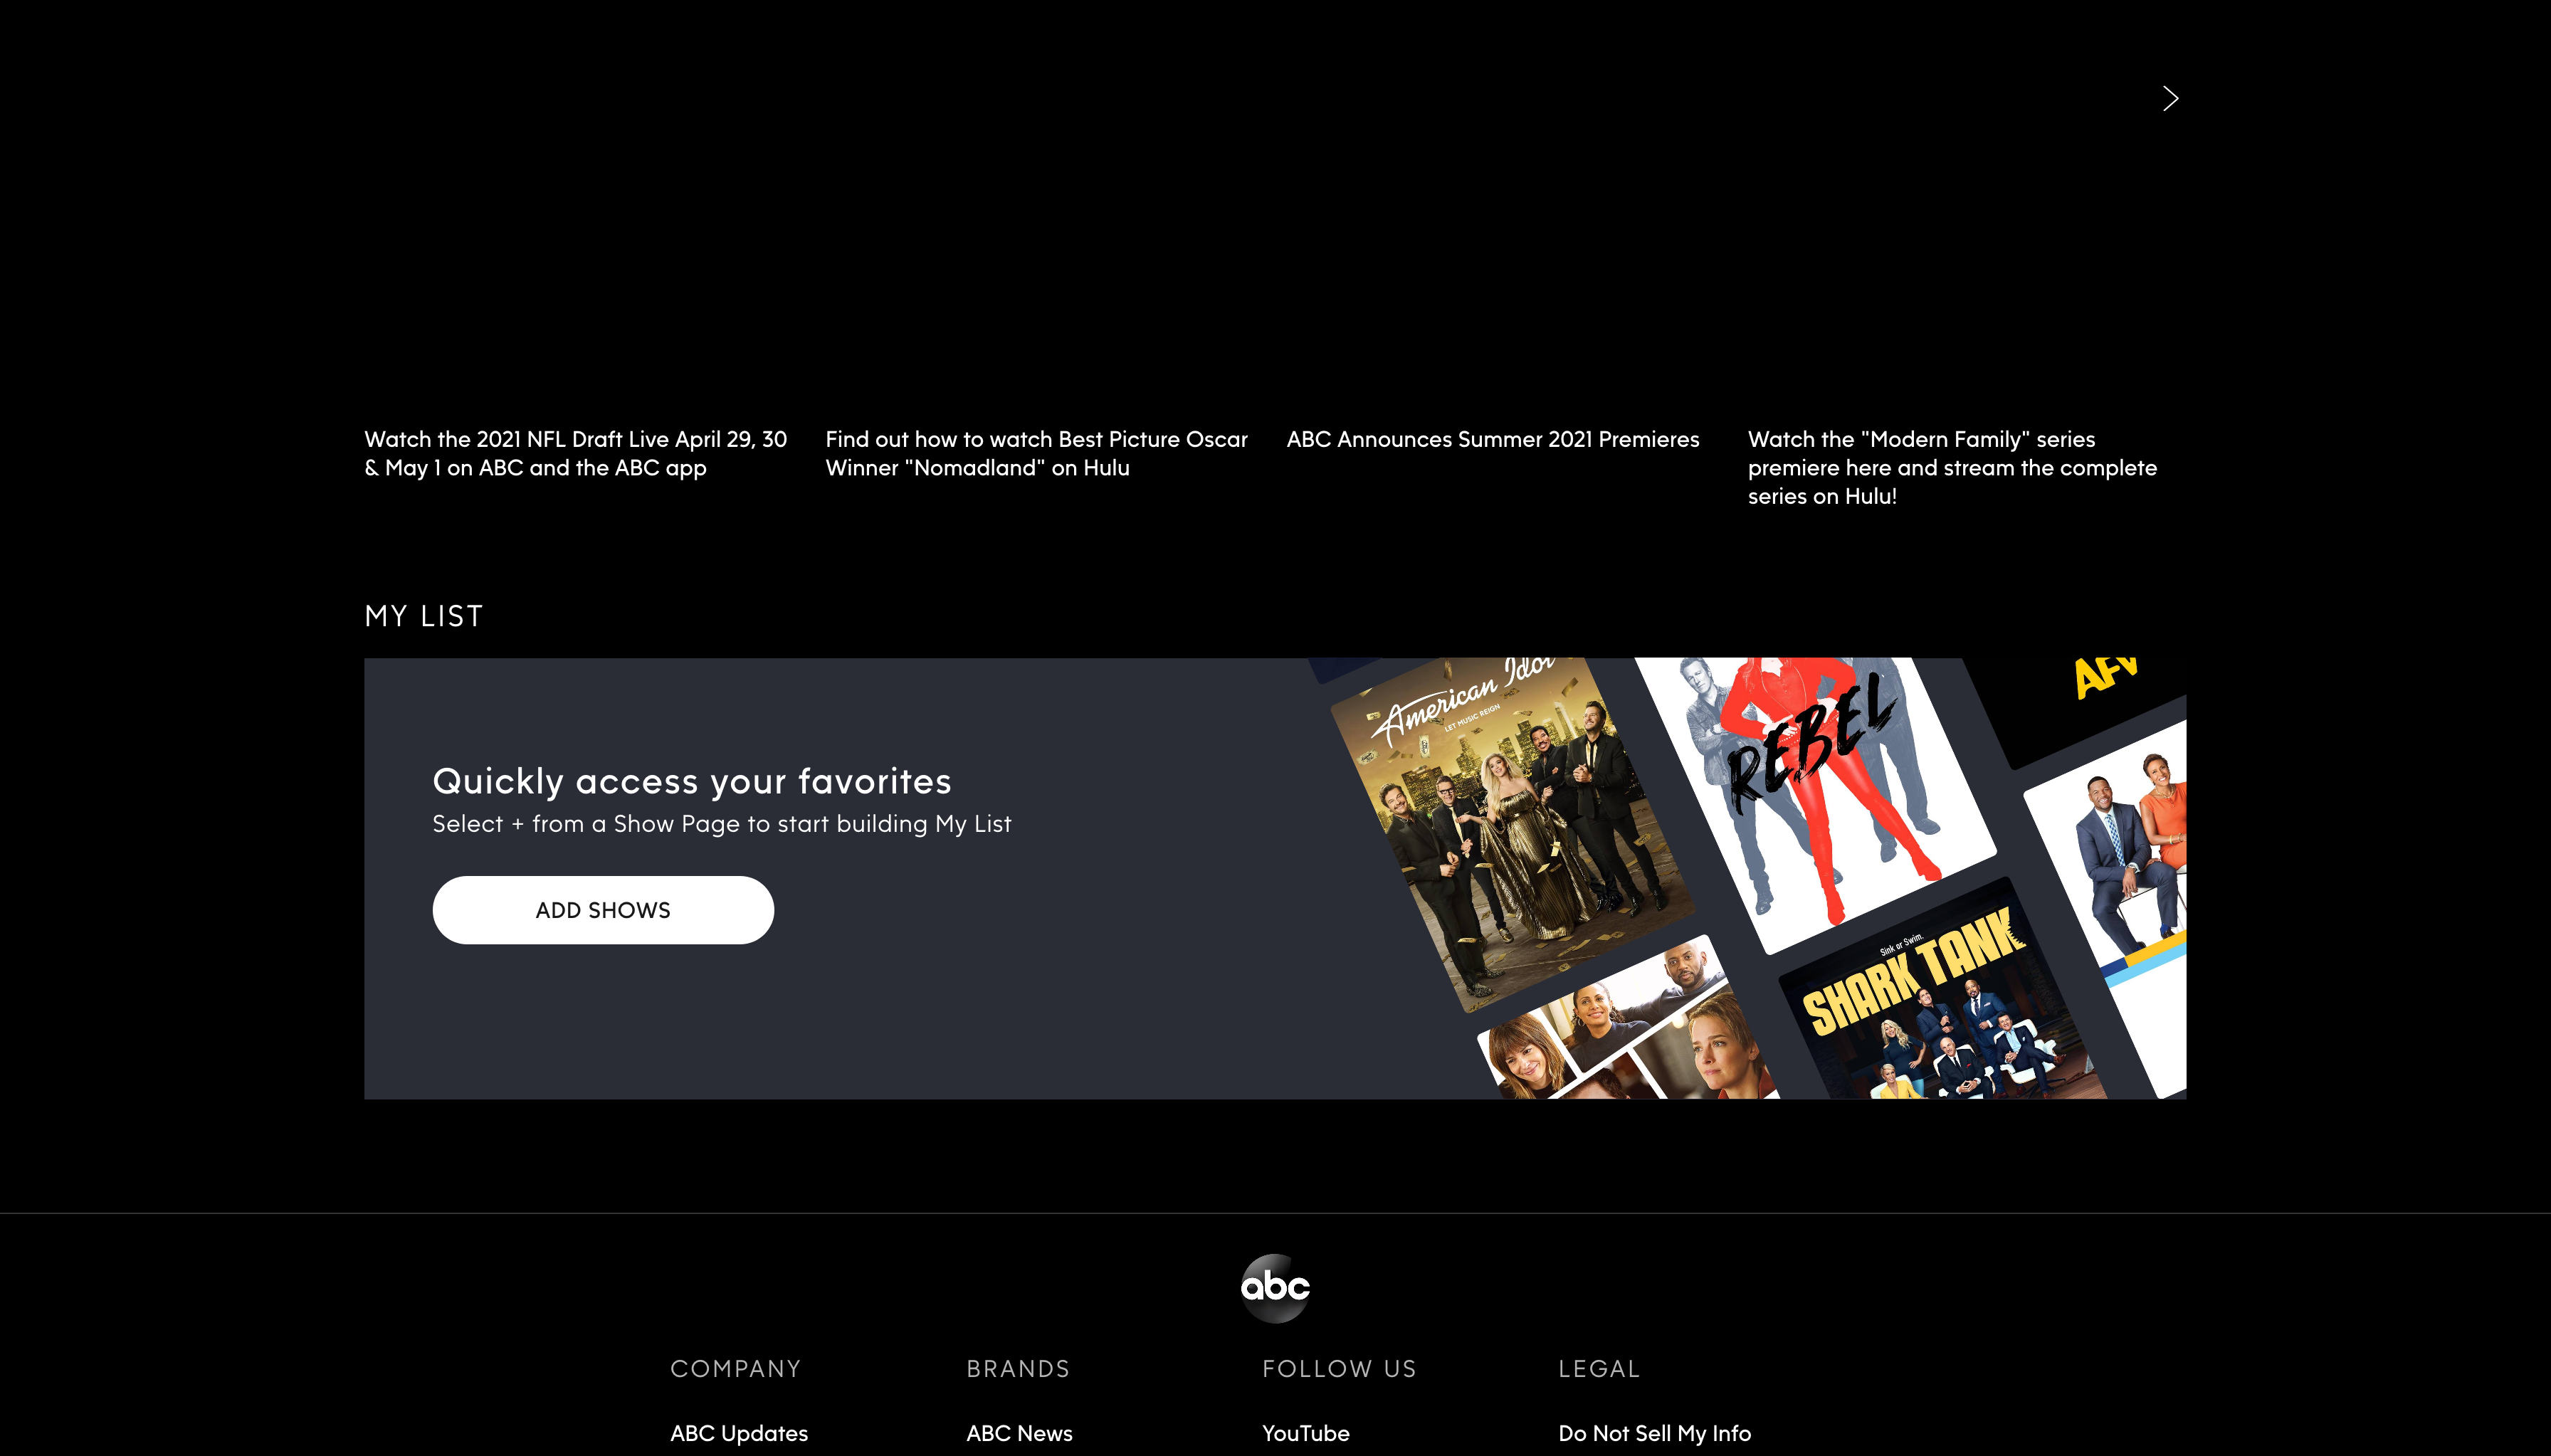 Watch the 2021 NFL Draft Live April 29, 30
& May 1 on ABC and the ABC app
Find out how to watch Best Picture Oscar
Winner "Nomadland" on Hulu
ABC Announces Summer 2021 Premieres
Watch the "Modern Family" series
premiere here and stream the complete
series on Hulu!
MY LIST
Quickly access your favorites
Select + from a Show Page to start building My List
ADD SHOWS
American Idol
LET MUSIC REIGN
REBEL
AFV
Sink or Swim.
SHARK TANK
abc
COMPANY
ABC Updates
BRANDS
ABC News
FOLLOW US
YouTube
LEGAL
Do Not Sell My Info